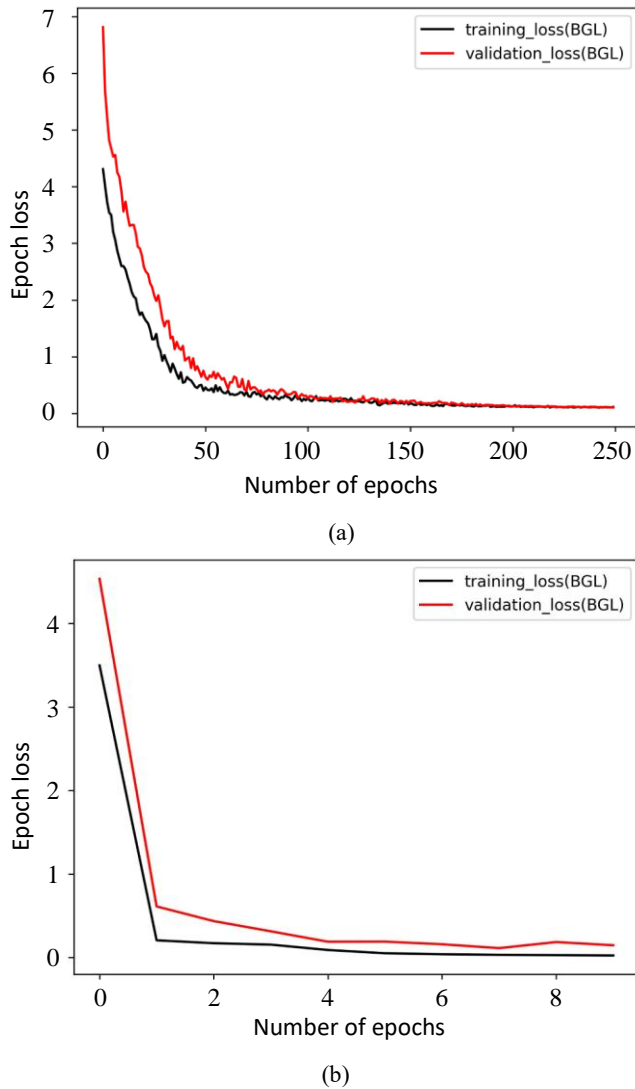 7
6
5
4
3
2
1
0
Epoch loss
training_loss(BGL)
validation_loss(BGL)
0 50 100 150 200 250
Number of epochs
(a)
4
3
2
1
0
Epoch loss
training_loss(BGL)
validation_loss(BGL)
0 2 4 6 8
Number of epochs
(b)